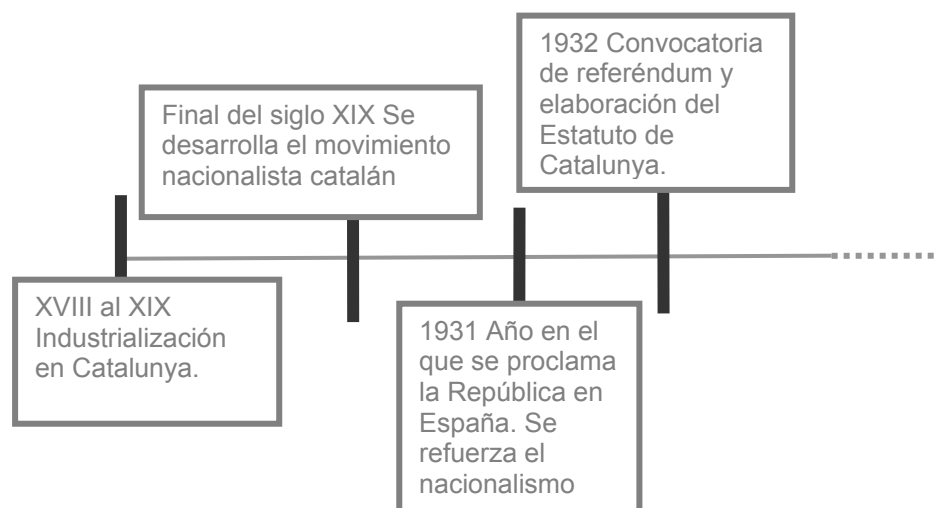 XVIII al XIX
Industrialización
en Catalunya.
Final del siglo XIX Se
desarrolla el movimiento
nacionalista catalán
1931 Año en el
que se proclama
la República en
España. Se
refuerza el
nacionalismo
1932 Convocatoria
de referéndum y
elaboración del
Estatuto de
Catalunya.